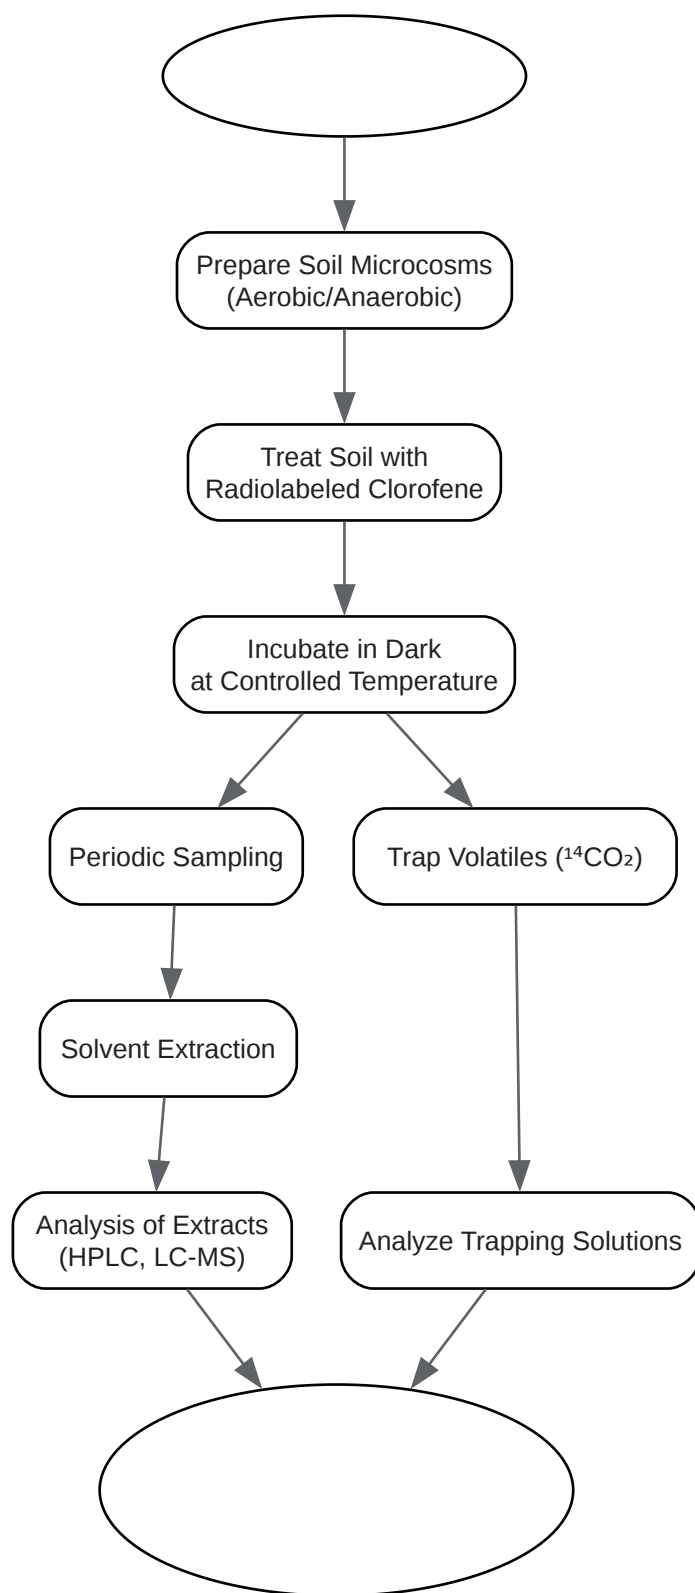 Prepare Soil Microcosms
(Aerobic/Anaerobic)
Treat Soil with
Radiolabeled Clorofene
Incubate in Dark
at Controlled Temperature
Periodic Sampling
Trap Volatiles (¹⁴CO₂)
Solvent Extraction
Analysis of Extracts
(HPLC, LC-MS)
Analyze Trapping Solutions